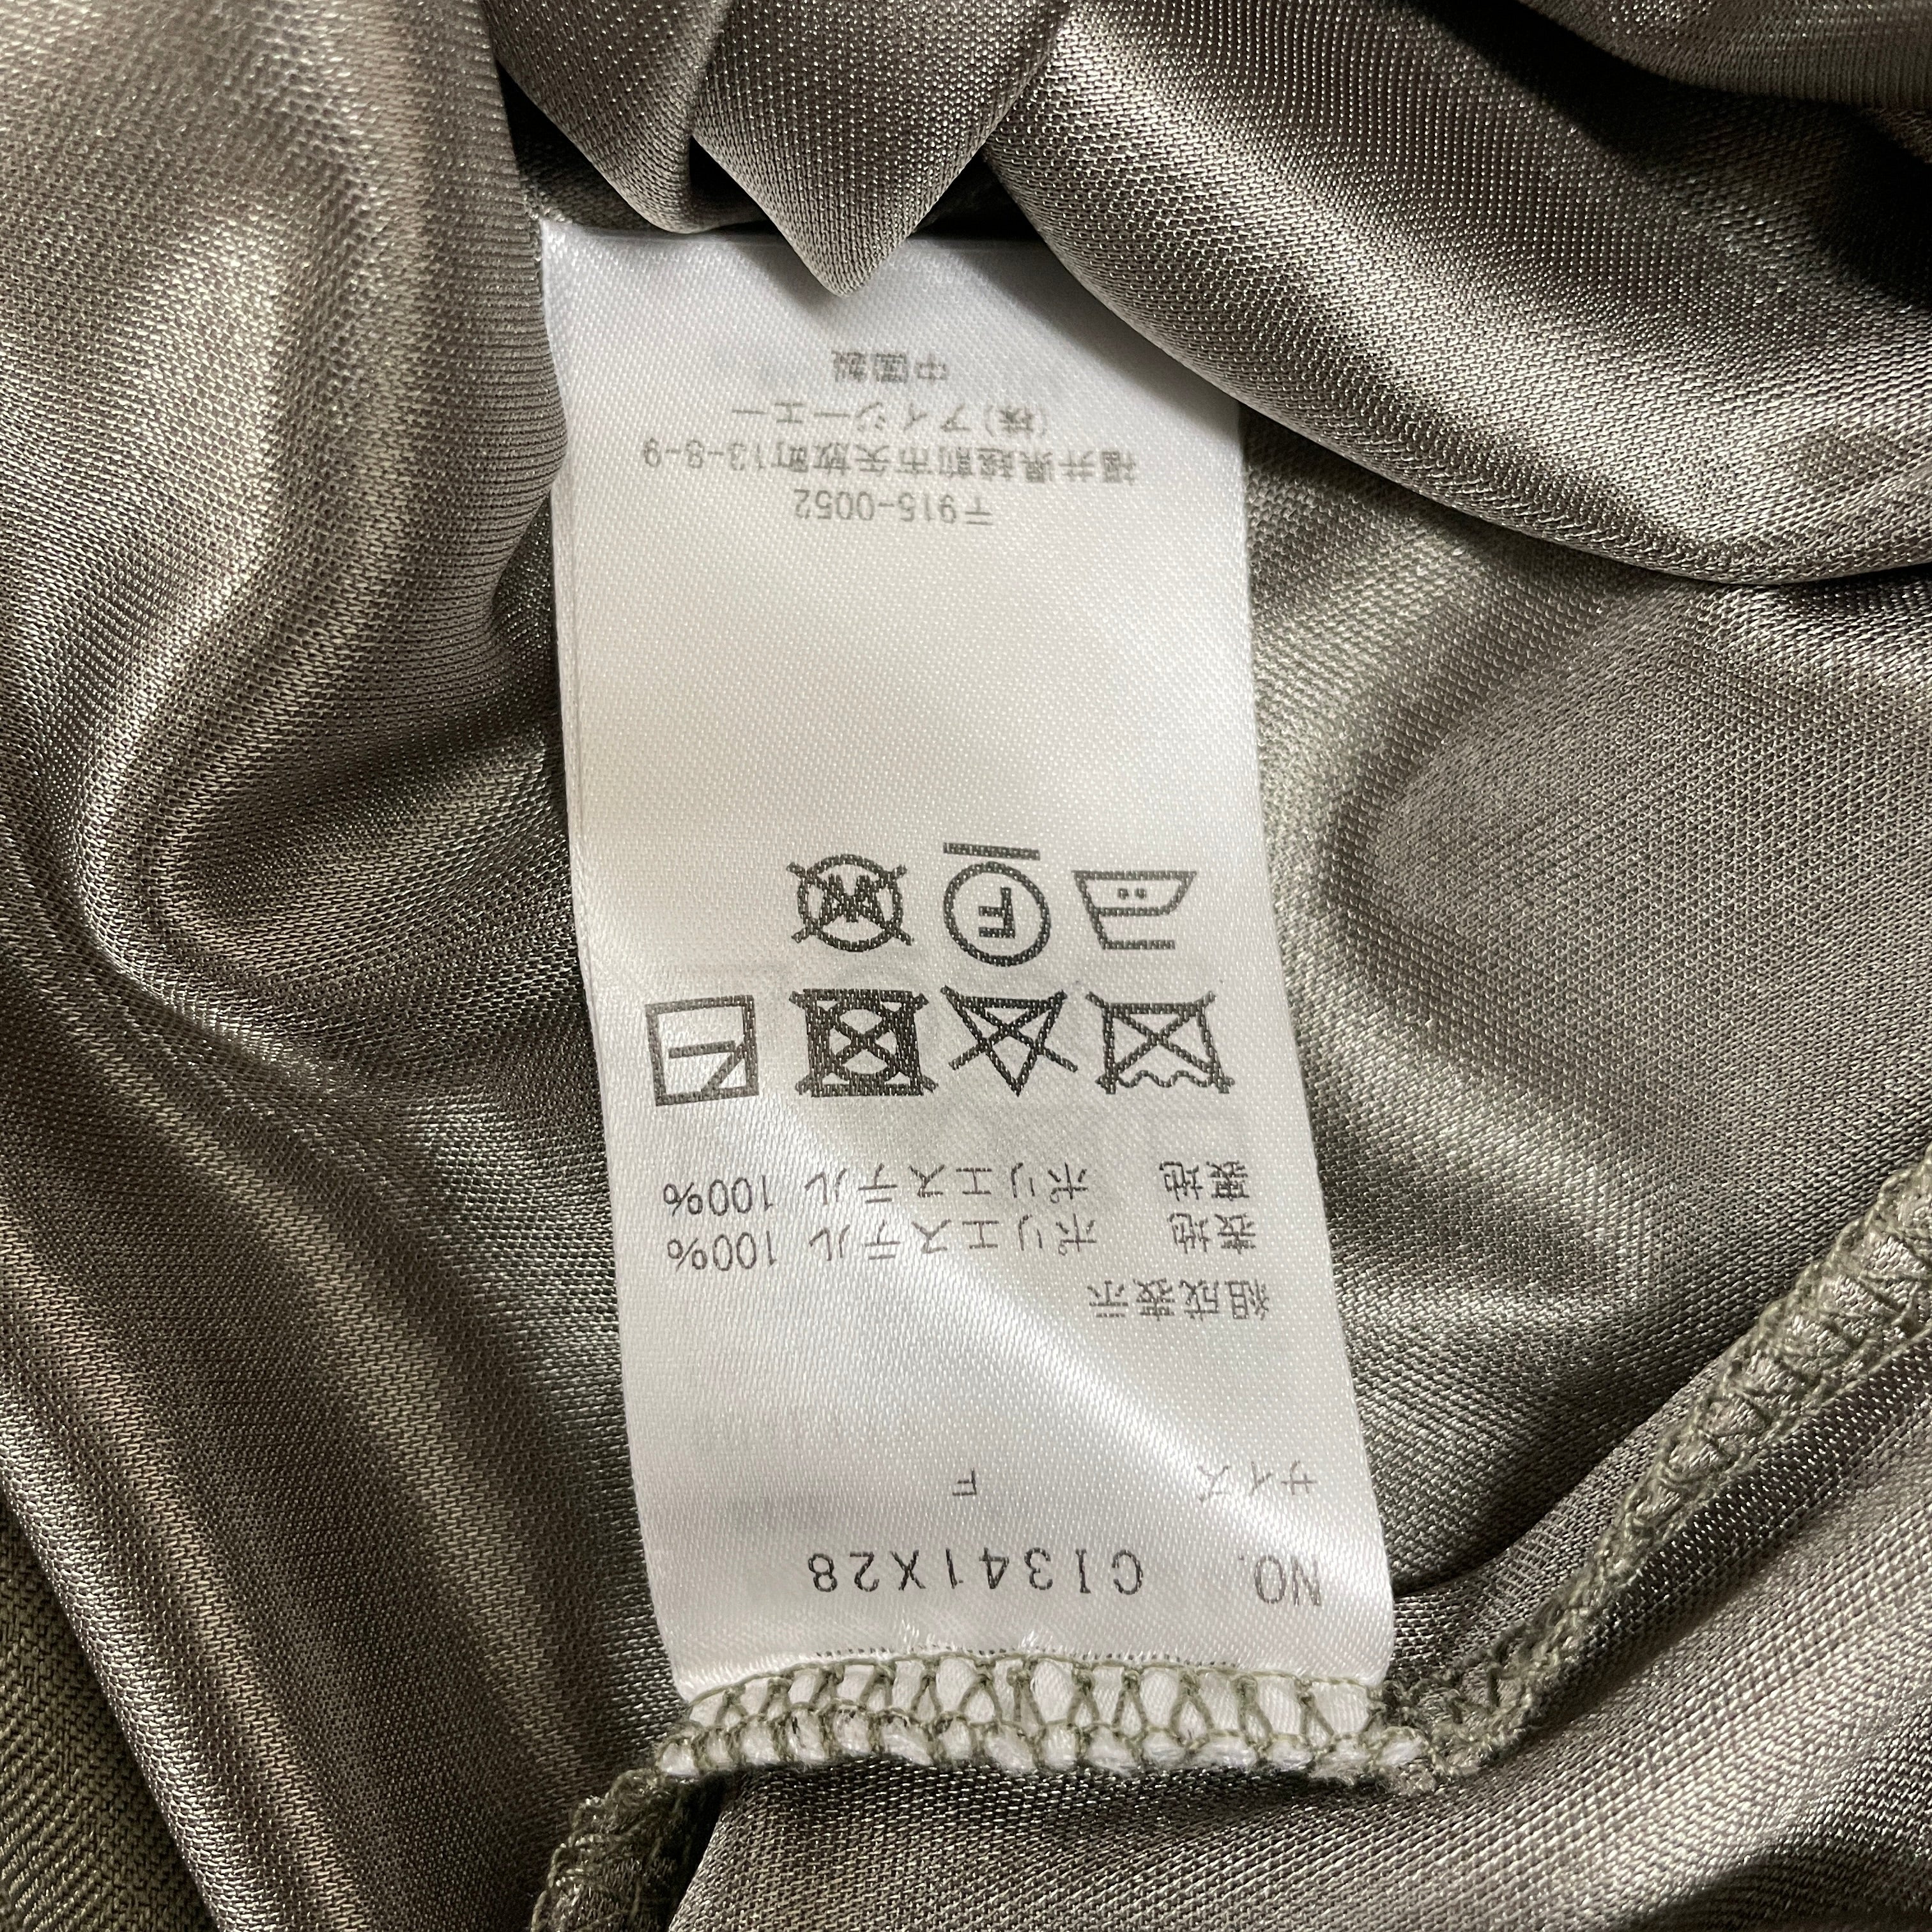 NO. CI341X28
サイズ F
組成表示
表地 ポリエステル 100%
裏地 ポリエステル 100%
F
W
〒915-0052
福井県越前市矢放町13-8-9
(株)アイジーエー
中国製